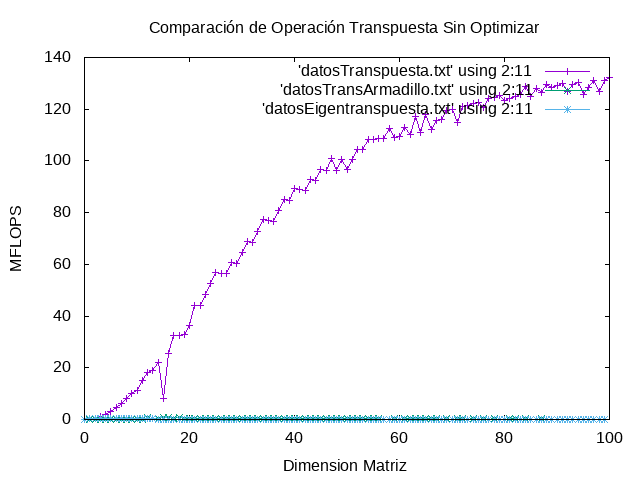 Comparación de Operación Transpuesta Sin Optimizar
140
120
100
80
60
40
20
0
MFLOPS
'datosTranspuesta.txt' using 2:11
'datosTransArmadillo.txt' using 2:11
'datosEigentranspuesta.txt' using 2:11
0 20 40 60 80 100
Dimension Matriz